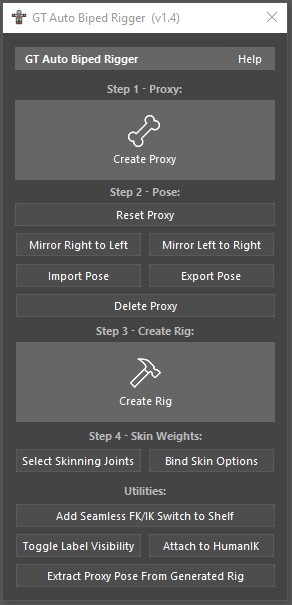 GT Auto Biped Rigger (v1.4)
GT Auto Biped Rigger Help
Step 1 - Proxy:
Create Proxy
Step 2 - Pose:
Reset Proxy
Mirror Right to Left Mirror Left to Right
Import Pose Export Pose
Delete Proxy
Step 3 - Create Rig:
Create Rig
Step 4 - Skin Weights:
Select Skinning Joints Bind Skin Options
Utilities:
Add Seamless FK/IK Switch to Shelf
Toggle Label Visibility Attach to HumanIK
Extract Proxy Pose From Generated Rig